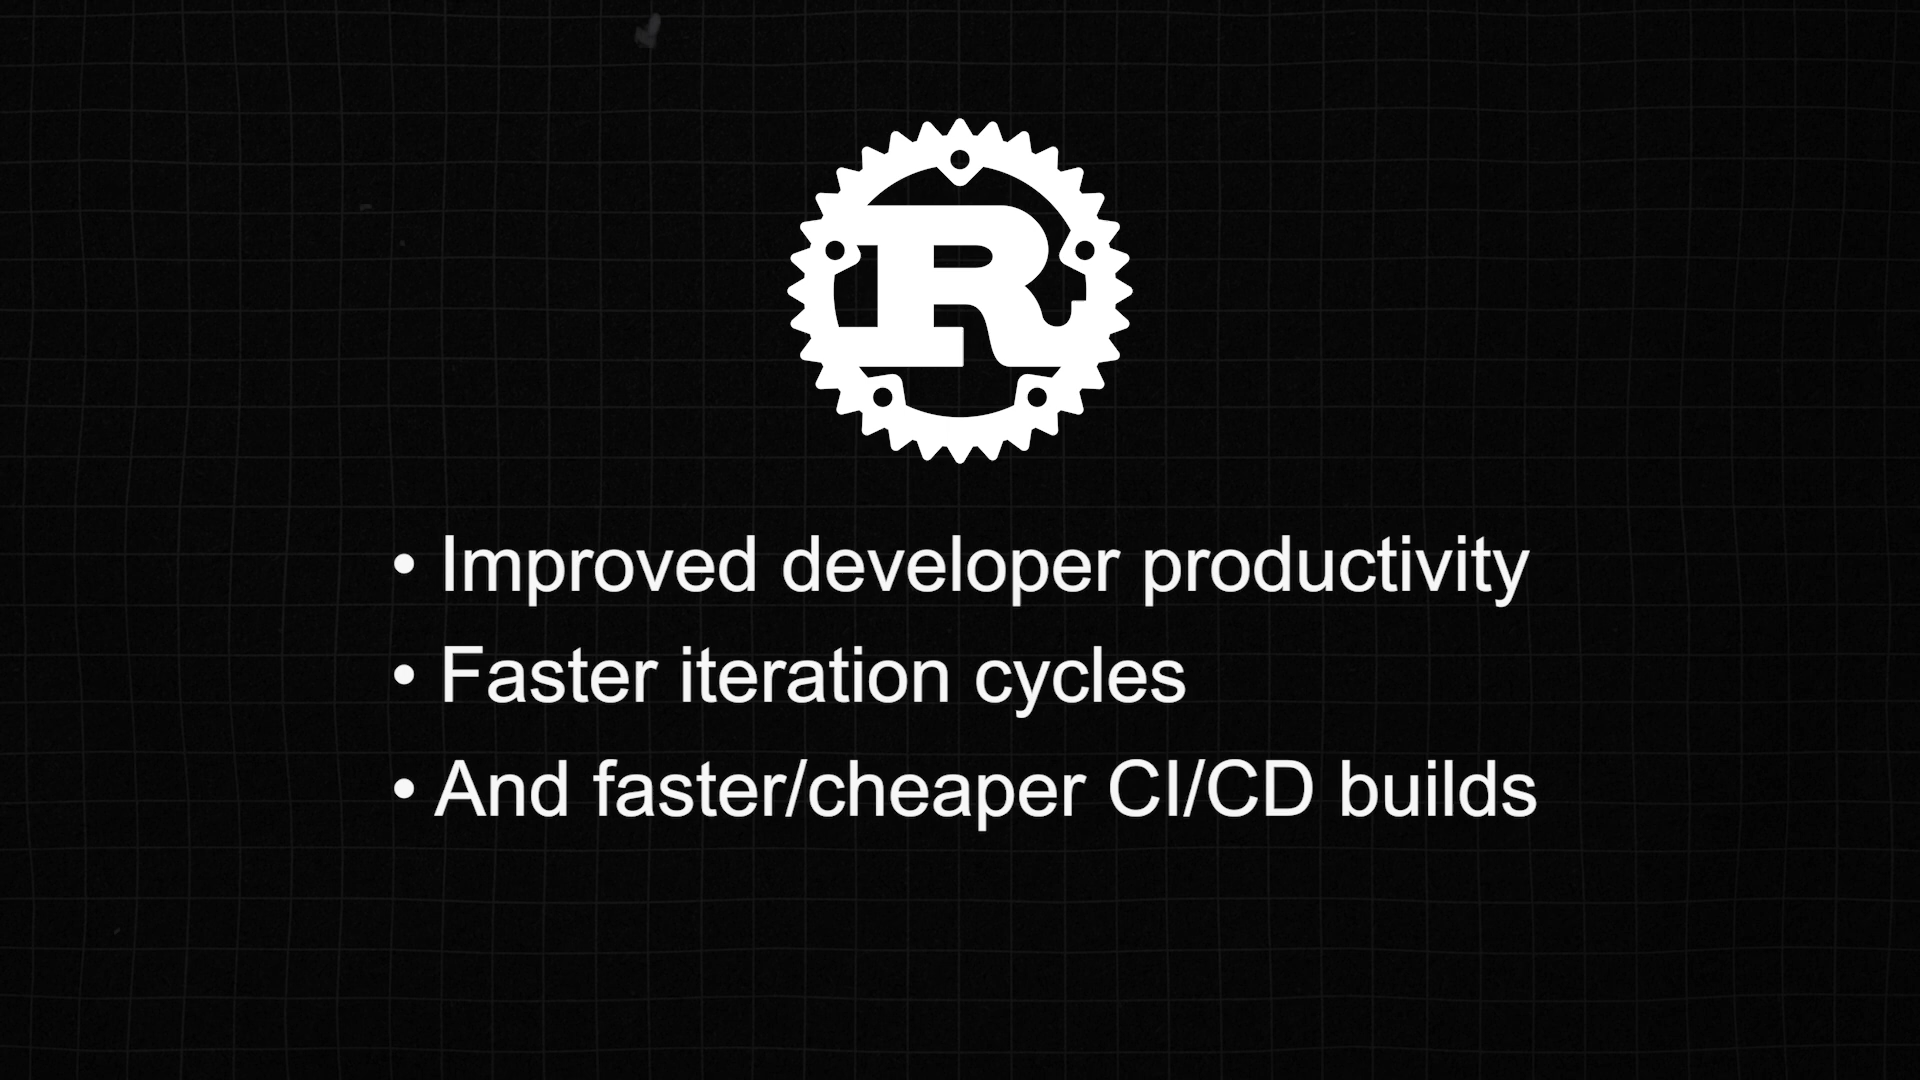 R
• Improved developer productivity
• Faster iteration cycles
• And faster/cheaper CI/CD builds